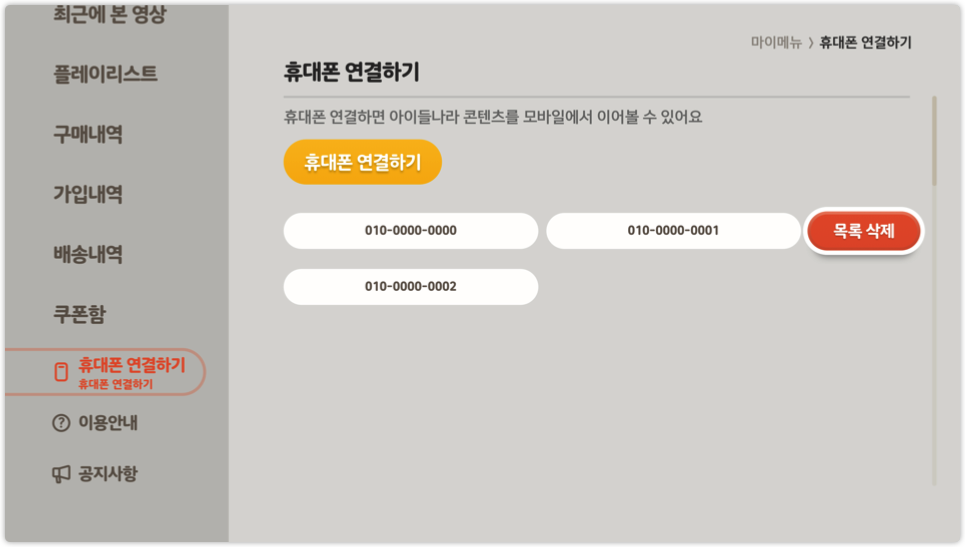 최근에 본 영상
플레이리스트
구매내역
가입내역
배송내역
쿠폰함
휴대폰 연결하기
휴대폰 연결하기
이용안내
공지사항
마이메뉴 > 휴대폰 연결하기
휴대폰 연결하기
휴대폰 연결하면 아이들나라 콘텐츠를 모바일에서 이어볼 수 있어요
휴대폰 연결하기
010-0000-0000
010-0000-0001
목록 삭제
010-0000-0002